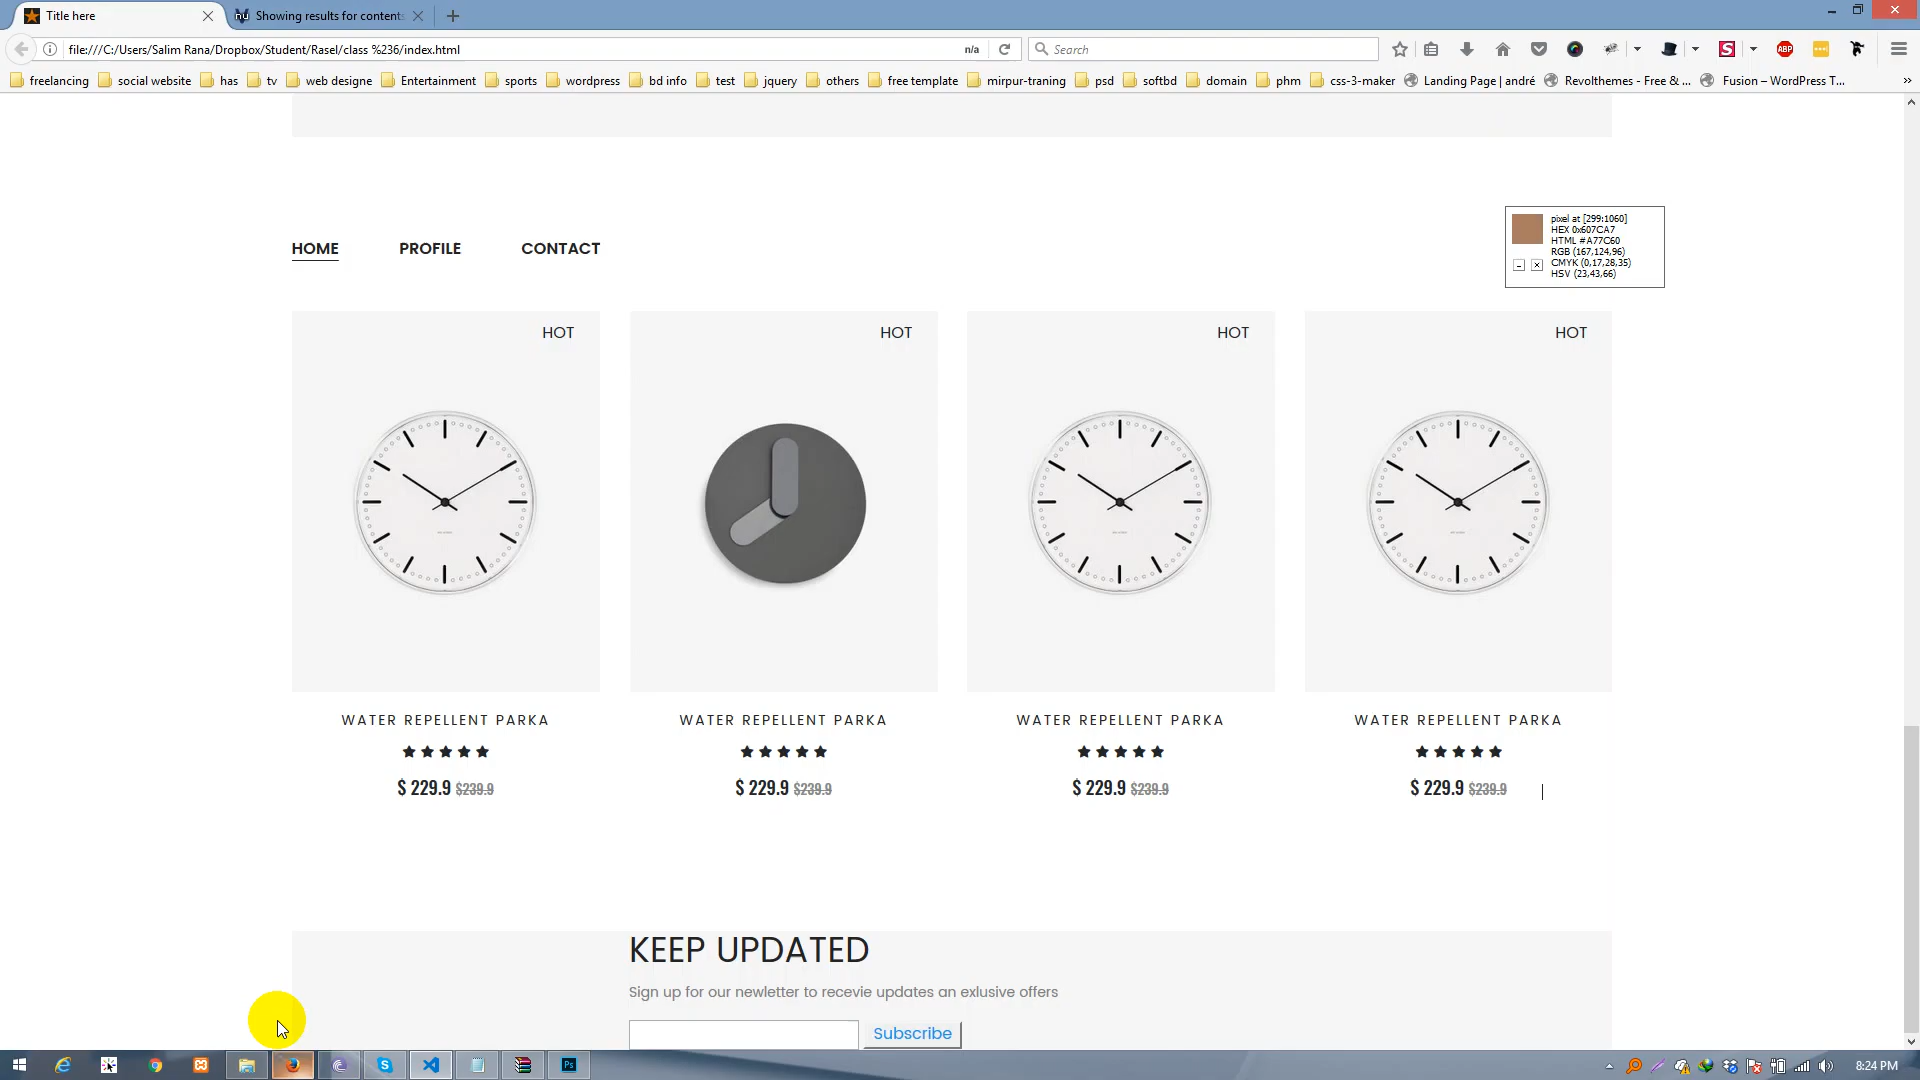 Title here
Showing results for contents
file:///C:/Users/Salim Rana/Dropbox/Student/Rasel/class %236/index.html
n/a
Search
S
ABP
freelancing
social website
has
tv
web designe
Entertainment
sports
wordpress
bd info
test
jquery
others
free template
mirpur-traning
psd
softbd
domain
phm
css-3-maker
Landing Page | andré
Revolthemes - Free & ...
Fusion – WordPress T...
»
pixel at [299:1060]
HEX 0x607CA7
HTML #A77C60
RGB (167,124,96)
CMYK (0,17,28,35)
HSV (23,43,66)
HOME PROFILE CONTACT
HOT HOT HOT HOT
WATER REPELLENT PARKA WATER REPELLENT PARKA WATER REPELLENT PARKA WATER REPELLENT PARKA
$ 229.9 $239.9 $ 229.9 $239.9 $ 229.9 $239.9 $ 229.9 $239.9
KEEP UPDATED
Sign up for our newletter to recevie updates an exlusive offers
Subscribe
Ps
8:24 PM